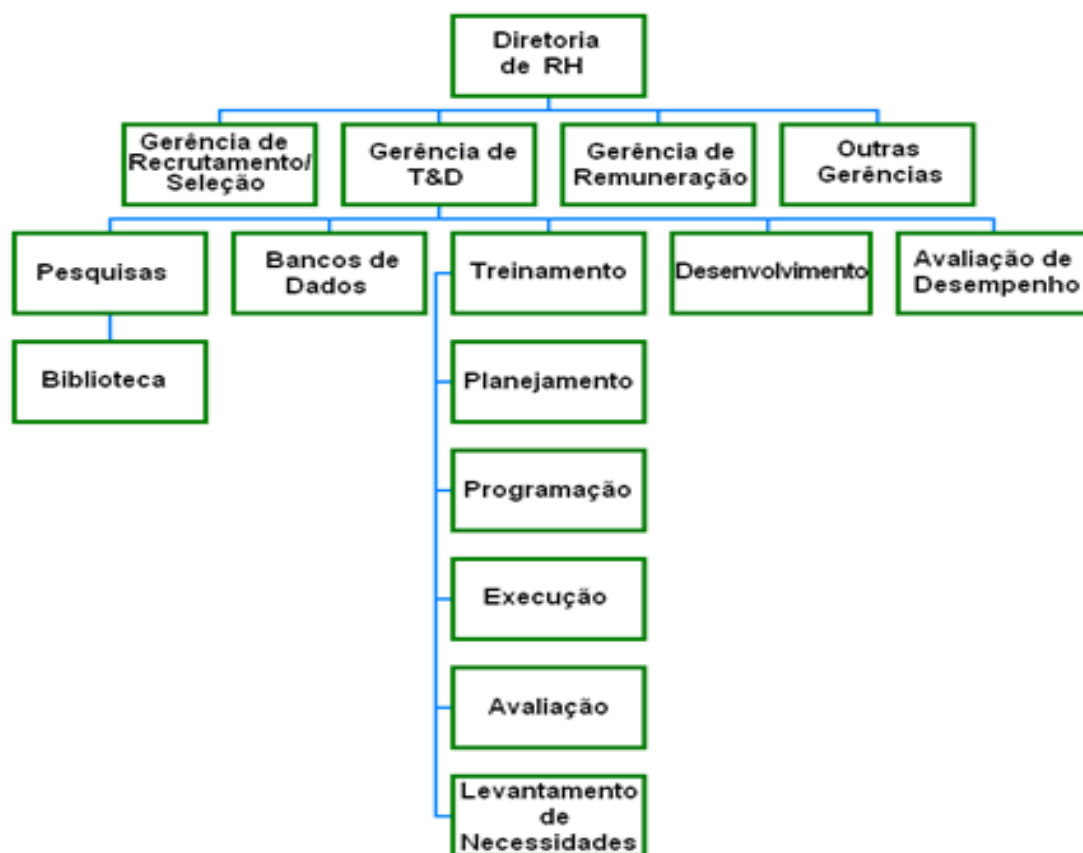 Diretoria
de RH
Gerência de
Recrutamento/
Seleção
Gerência de
T&D
Gerência de
Remuneração
Outras
Gerências
Pesquisas
Bancos de
Dados
Treinamento
Desenvolvimento
Avaliação de
Desempenho
Biblioteca
Planejamento
Programação
Execução
Avaliação
Levantamento
de
Necessidades